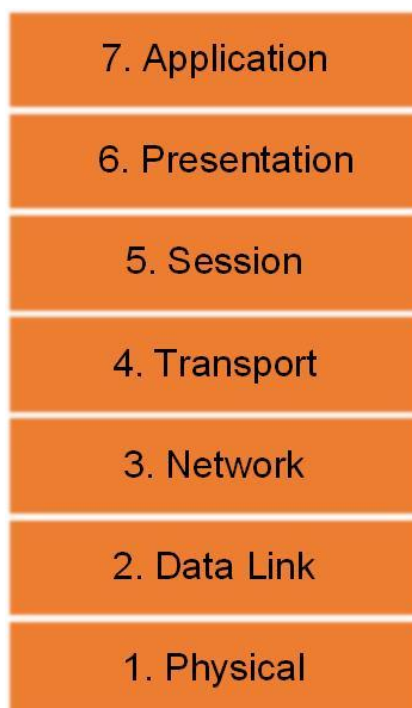 7. Application
6. Presentation
5. Session
4. Transport
3. Network
2. Data Link
1. Physical